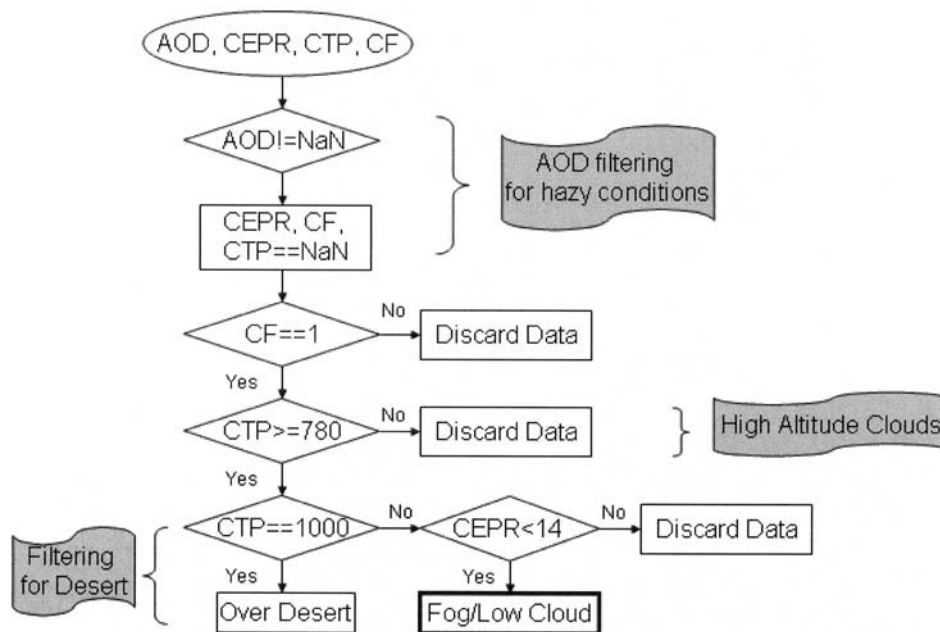 AOD, CEPR, CTP, CF
AOD!=NaN
AOD filtering
for hazy conditions
CEPR, CF,
CTP==NaN
CF==1
No
Discard Data
Yes
CTP>=780
No
Discard Data
High Altitude Clouds
Yes
CTP==1000
No
CEPR<14
No
Discard Data
Filtering
for Desert
Yes
Yes
Over Desert
Fog/Low Cloud